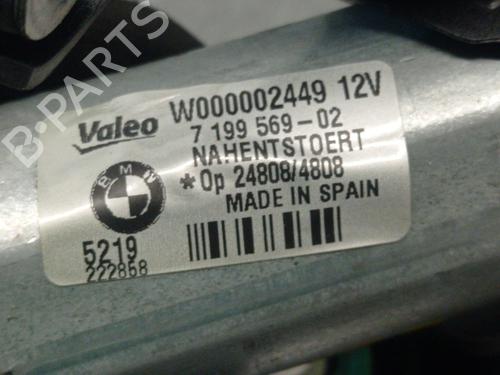 Valeo W000002449 12V
7 199 569-02
NAHENTSTOERT
*Op 24808/4808
MADE IN SPAIN
BMW
5219
222858
B-PARTS